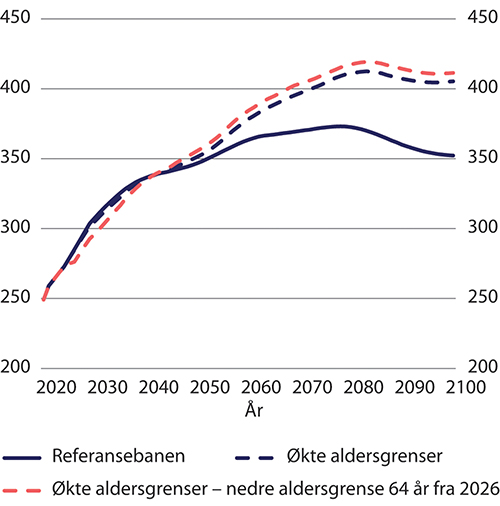 450 450
400 400
350 350
300 300
250 250
200 200
2020 2030 2040 2050 2060 2070 2080 2090 2100
År
Referansebanen Økte aldersgrenser
Økte aldersgrenser – nedre aldersgrense 64 år fra 2026